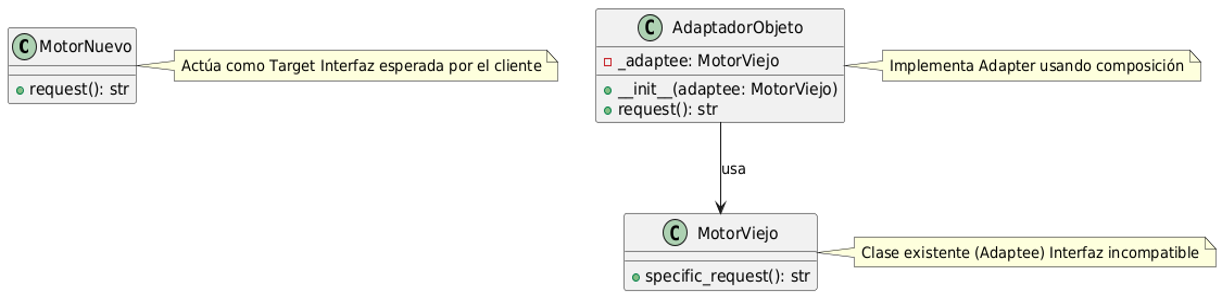 C MotorNuevo
request(): str
Actúa como Target Interfaz esperada por el cliente
C AdaptadorObjeto
_adaptee: MotorViejo
__init__(adaptee: MotorViejo)
request(): str
Implementa Adapter usando composición
usa
C MotorViejo
specific_request(): str
Clase existente (Adaptee) Interfaz incompatible